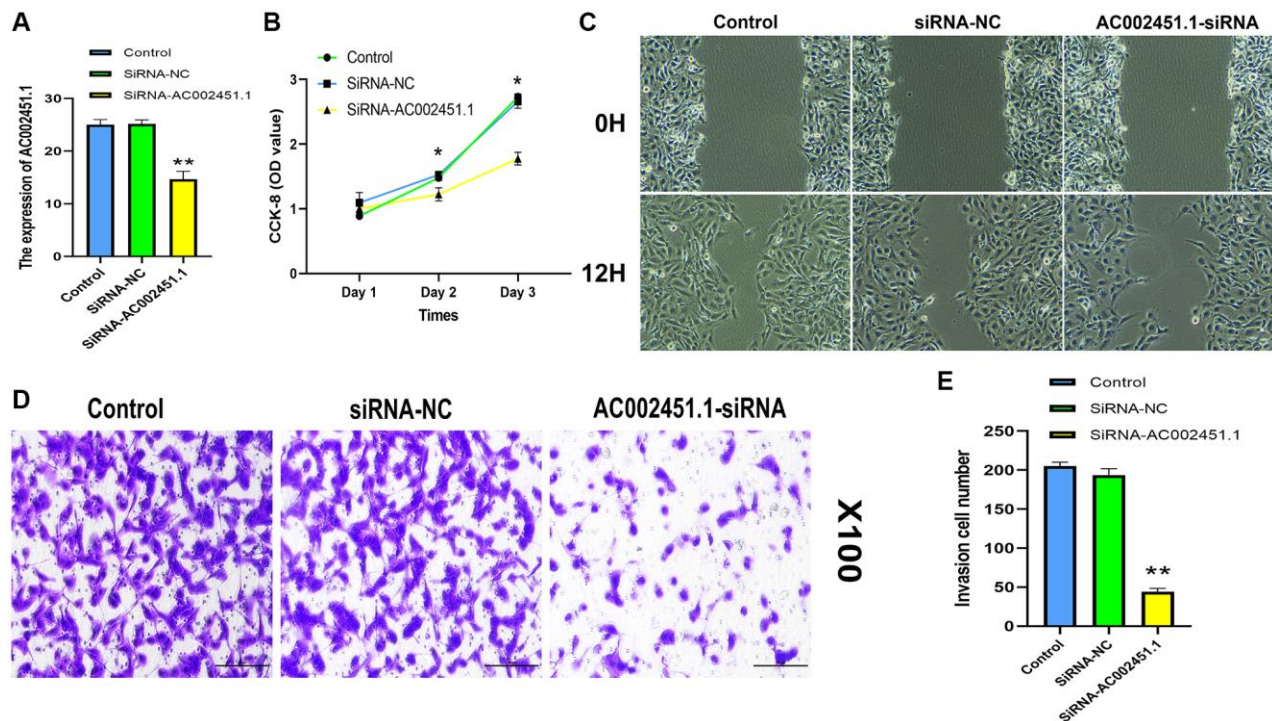 A
Control
SiRNA-NC
SiRNA-AC002451.1
The expression of AC002451.1
30
20
10
0
**
Control
SiRNA-NC
SiRNA-AC002451.1
B
Control
SiRNA-NC
SiRNA-AC002451.1
CCK-8 (OD value)
3
2
1
0
*
*
Day 1
Day 2
Day 3
Times
C
Control
siRNA-NC
AC002451.1-siRNA
0H
12H
D
Control
siRNA-NC
AC002451.1-siRNA
X100
E
Control
SiRNA-NC
SiRNA-AC002451.1
Invasion cell number
250
200
150
100
50
0
**
Control
SiRNA-NC
SiRNA-AC002451.1